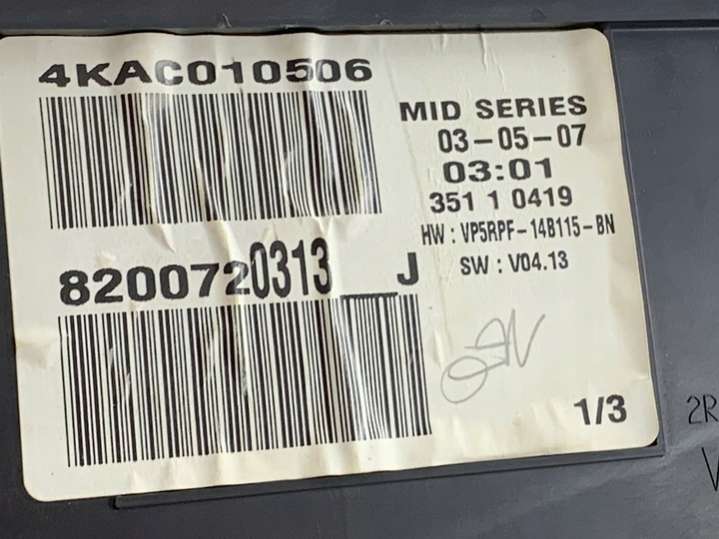 4KAC010506
MID SERIES
03-05-07
03:01
351 1 0419
HW : VP5RPF-14B115-BN
SW : V04.13
8200720313__J
1/3
2R